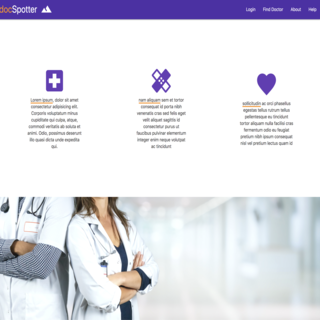 docSpotter
Login Find Doctor About Help
Lorem ipsum, dolor sit amet
consectetur adipisicing elit.
Corporis voluptatum minus
cupiditate qui culpa, atque,
commodi veritatis ab soluta et
animi. Odio, possimus deserunt
illo quasi dicta unde expedita
qui.
nam aliquam sem et tortor
consequat id porta nibh
venenatis cras sed felis eget
velit aliquet sagittis id
consectetur purus ut
faucibus pulvinar elementum
integer enim neque volutpat
ac tincidunt
sollicitudin ac orci phasellus
egestas tellus rutrum tellus
pellentesque eu tincidunt
tortor aliquam nulla facilisi cras
fermentum odio eu feugiat
pretium nibh ipsum consequat
nisl vel pretium lectus quam id